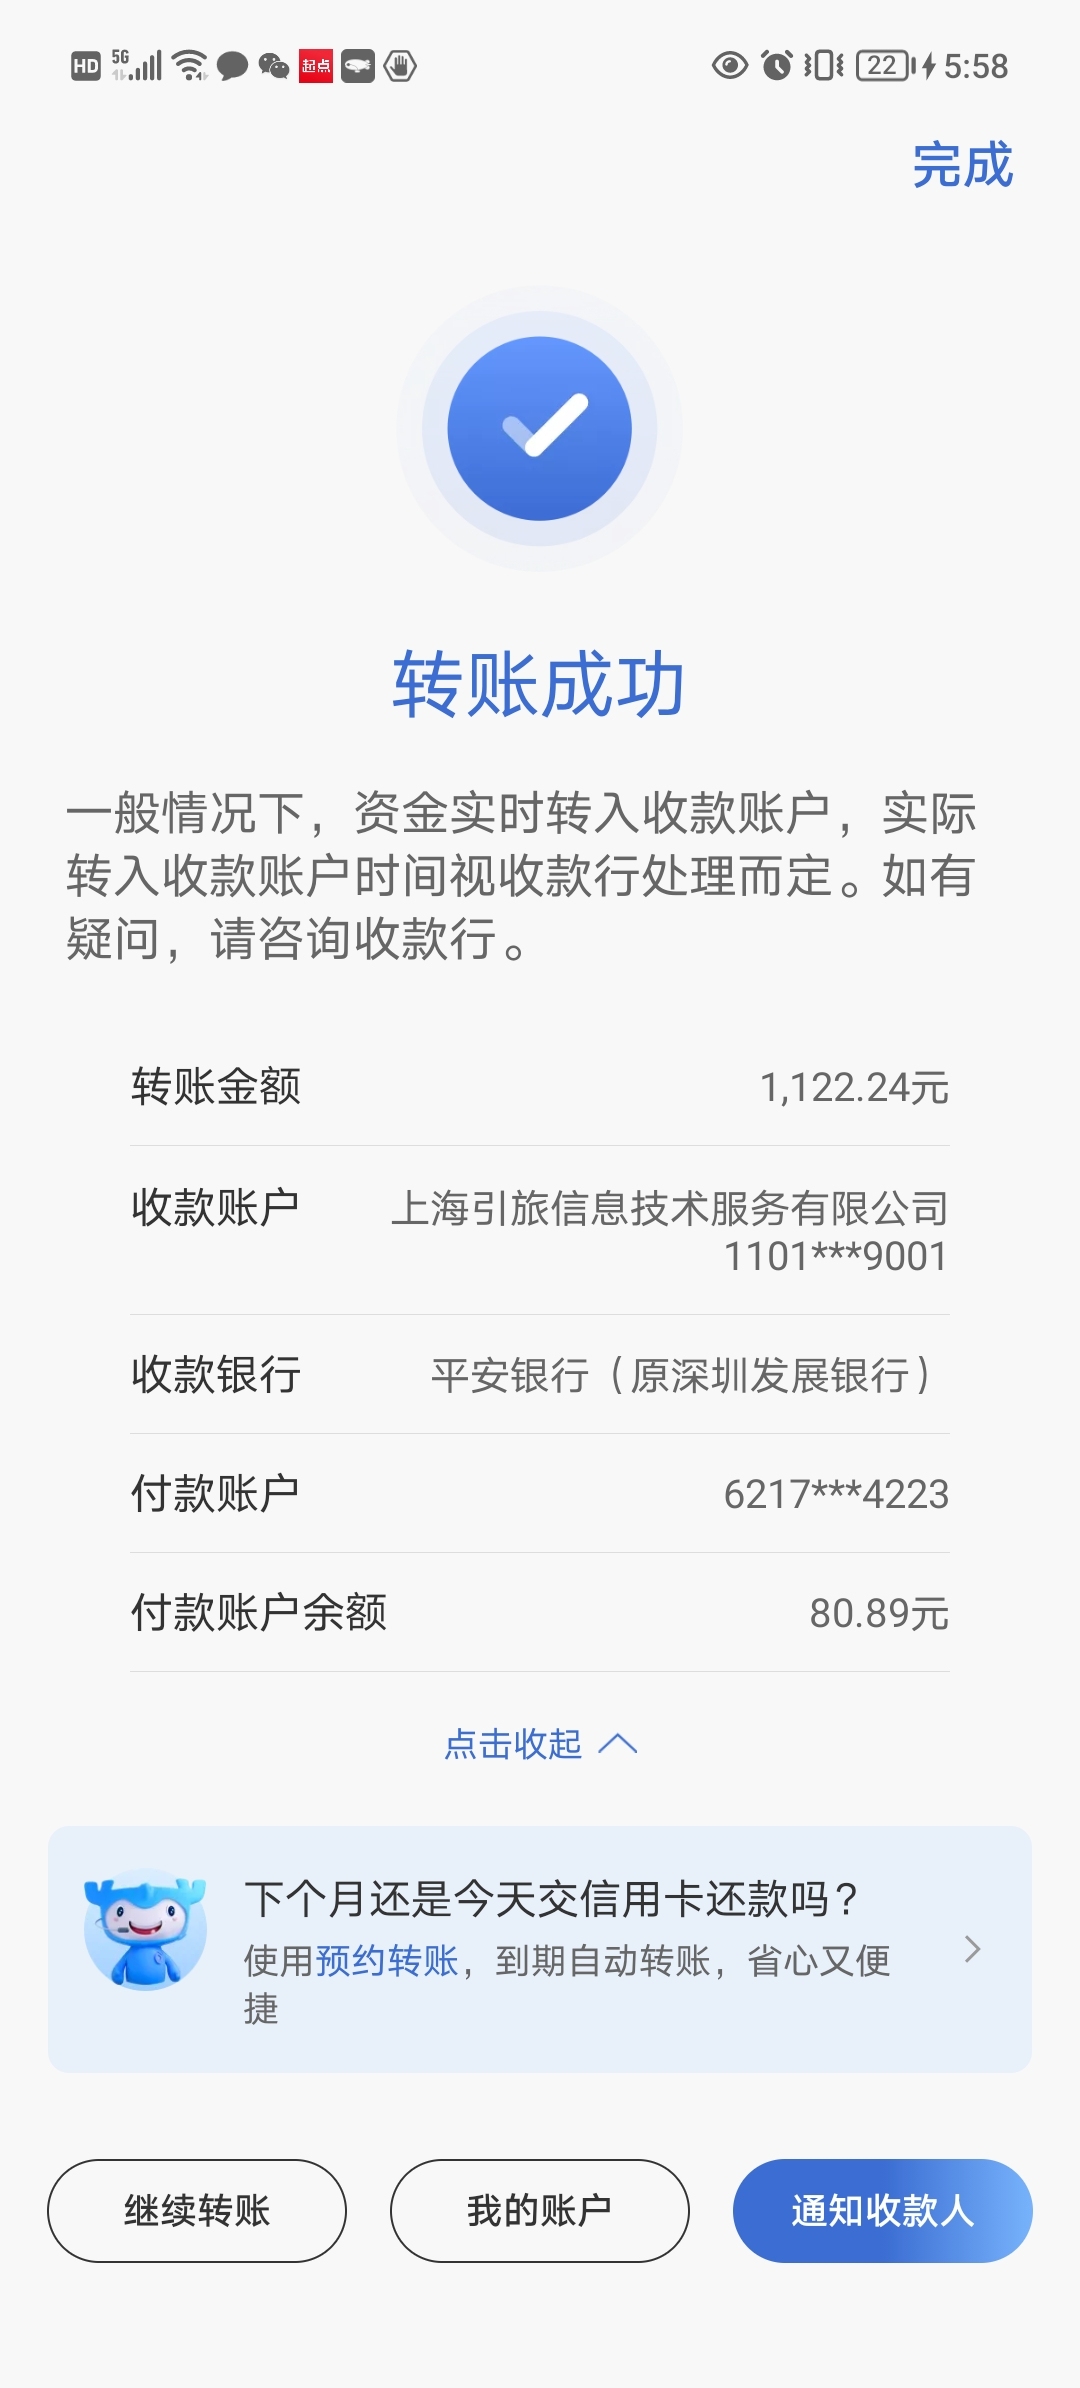 HD 5G 起点 22 5:58
完成
转账成功
一般情况下，资金实时转入收款账户，实际
转入收款账户时间视收款行处理而定。如有
疑问，请咨询收款行。
转账金额 1,122.24元
收款账户 上海引旅信息技术服务有限公司
1101***9001
收款银行 平安银行（原深圳发展银行）
付款账户 6217***4223
付款账户余额 80.89元
点击收起
下个月还是今天交信用卡还款吗？
使用预约转账，到期自动转账，省心又便
捷
继续转账 我的账户 通知收款人